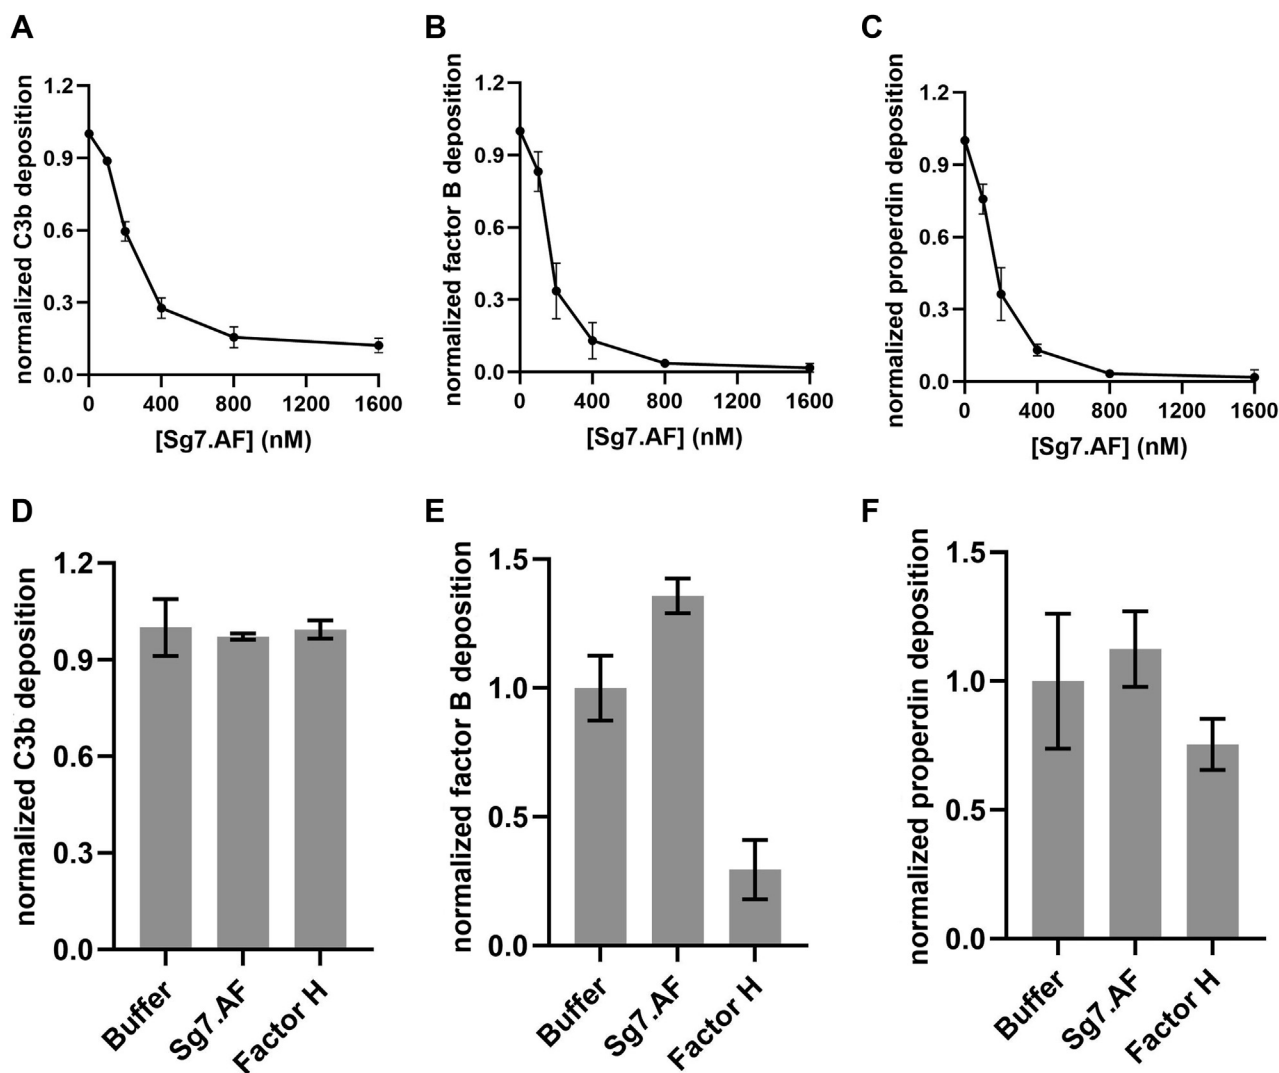 A
normalized C3b deposition
1.2
0.9
0.6
0.3
0.0
0 400 800 1200 1600
[Sg7.AF] (nM)
B
normalized factor B deposition
1.2
0.9
0.6
0.3
0.0
0 400 800 1200 1600
[Sg7.AF] (nM)
C
normalized properdin deposition
1.2
0.9
0.6
0.3
0.0
0 400 800 1200 1600
[Sg7.AF] (nM)
D
normalized C3b deposition
1.2
0.9
0.6
0.3
0.0
Buffer
Sg7.AF
Factor H
E
normalized factor B deposition
1.5
1.0
0.5
0.0
Buffer
Sg7.AF
Factor H
F
normalized properdin deposition
1.5
1.0
0.5
0.0
Buffer
Sg7.AF
Factor H